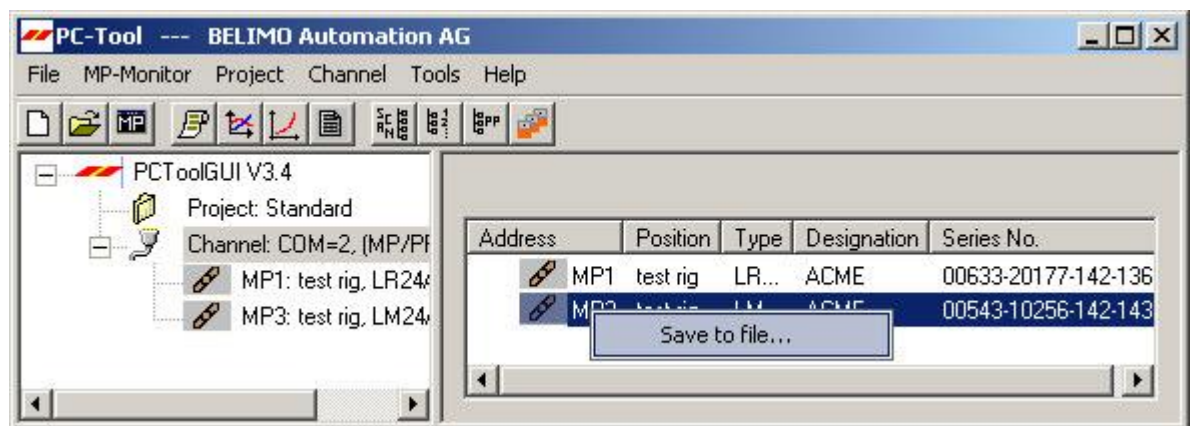 PC-Tool --- BELIMO Automation AG
File MP-Monitor Project Channel Tools Help
MP
PCToolGUI V3.4
Project: Standard
Channel: COM=2, (MP/
MP1: test rig, LR24
MP3: test rig, LM24
Address Position Type Designation Series No.
MP1 test rig LR... ACME 00633-20177-142-136
00543-10256-142-143
Save to file...